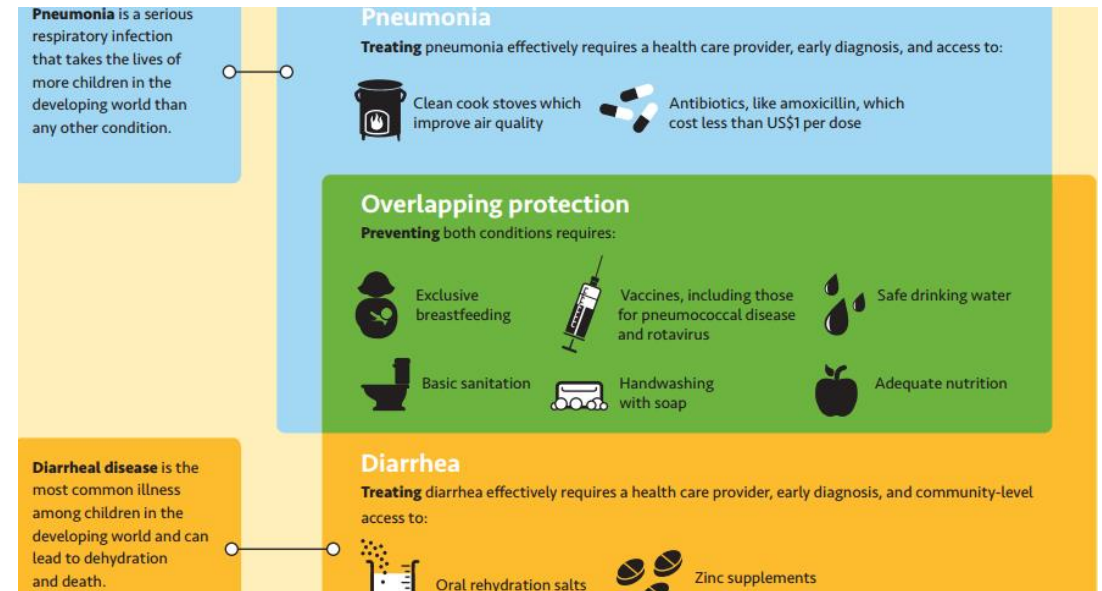 Pneumonia is a serious
respiratory infection
that takes the lives of
more children in the
developing world than
any other condition.
Pneumonia
Treating pneumonia effectively requires a health care provider, early diagnosis, and access to:
Clean cook stoves which
improve air quality
Antibiotics, like amoxicillin, which
cost less than US$1 per dose
Overlapping protection
Preventing both conditions requires:
Exclusive
breastfeeding
Vaccines, including those
for pneumococcal disease
and rotavirus
Safe drinking water
Basic sanitation
Handwashing
with soap
Adequate nutrition
Diarrheal disease is the
most common illness
among children in the
developing world and can
lead to dehydration
and death.
Diarrhea
Treating diarrhea effectively requires a health care provider, early diagnosis, and community-level
access to:
Oral rehydration salts
Zinc supplements